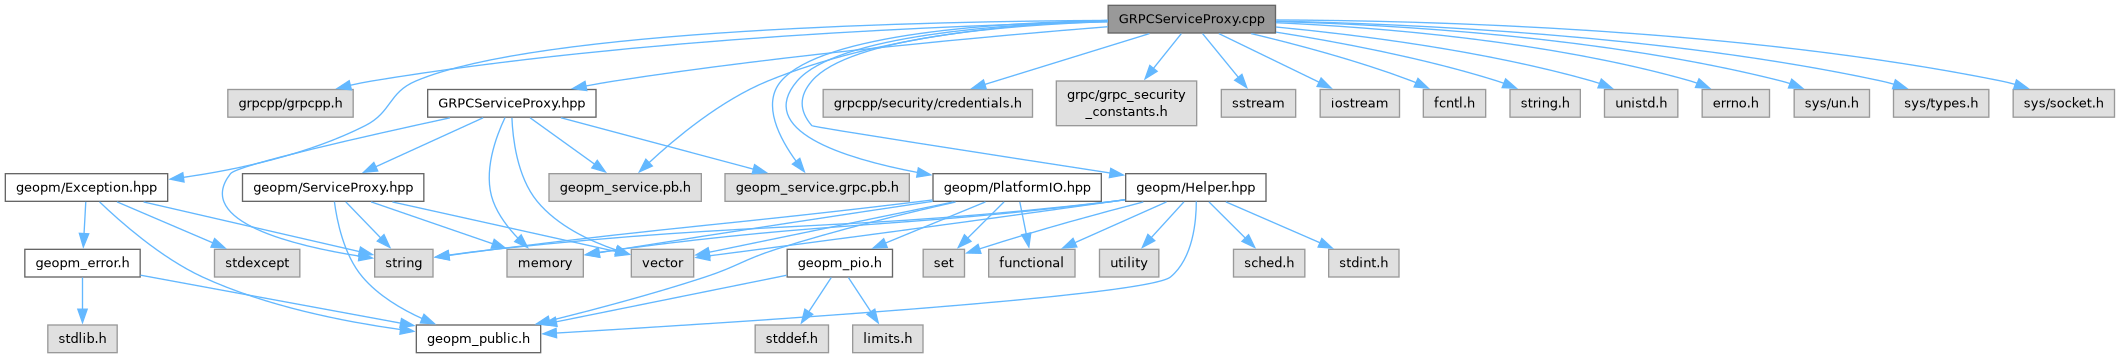 GRPCServiceProxy.cpp
grpcpp/grpcpp.h
GRPCServiceProxy.hpp
grpcpp/security/credentials.h
grpc/grpc_security
_constants.h
sstream
iostream
fcntl.h
string.h
unistd.h
errno.h
sys/un.h
sys/types.h
sys/socket.h
geopm/Exception.hpp
geopm/ServiceProxy.hpp
geopm_service.pb.h
geopm_service.grpc.pb.h
geopm/PlatformIO.hpp
geopm/Helper.hpp
geopm_error.h
stdexcept
string
memory
vector
geopm_pio.h
set
functional
utility
sched.h
stdint.h
stdlib.h
geopm_public.h
stddef.h
limits.h